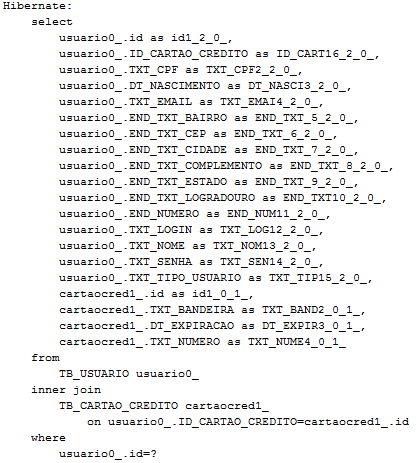 Hibernate:
    select
        usuario0_.id as id1_2_0_,
        usuario0_.ID_CARTAO_CREDITO as ID_CART16_2_0_,
        usuario0_.TXT_CPF as TXT_CPF2_2_0_,
        usuario0_.DT_NASCIMENTO as DT_NASCI3_2_0_,
        usuario0_.TXT_EMAIL as TXT_EMAI4_2_0_,
        usuario0_.END_TXT_BAIRRO as END_TXT_5_2_0_,
        usuario0_.END_TXT_CEP as END_TXT_6_2_0_,
        usuario0_.END_TXT_CIDADE as END_TXT_7_2_0_,
        usuario0_.END_TXT_COMPLEMENTO as END_TXT_8_2_0_,
        usuario0_.END_TXT_ESTADO as END_TXT_9_2_0_,
        usuario0_.END_TXT_LOGRADOURO as END_TXT10_2_0_,
        usuario0_.END_NUMERO as END_NUM11_2_0_,
        usuario0_.TXT_LOGIN as TXT_LOG12_2_0_,
        usuario0_.TXT_NOME as TXT_NOM13_2_0_,
        usuario0_.TXT_SENHA as TXT_SEN14_2_0_,
        usuario0_.TXT_TIPO_USUARIO as TXT_TIP15_2_0_,
        cartaocred1_.id as id1_0_1_,
        cartaocred1_.TXT_BANDEIRA as TXT_BAND2_0_1_,
        cartaocred1_.DT_EXPIRACAO as DT_EXPIR3_0_1_,
        cartaocred1_.TXT_NUMERO as TXT_NUME4_0_1_
    from
        TB_USUARIO usuario0_
    inner join
        TB_CARTAO_CREDITO cartaocred1_
            on usuario0_.ID_CARTAO_CREDITO=cartaocred1_.id
    where
        usuario0_.id=?